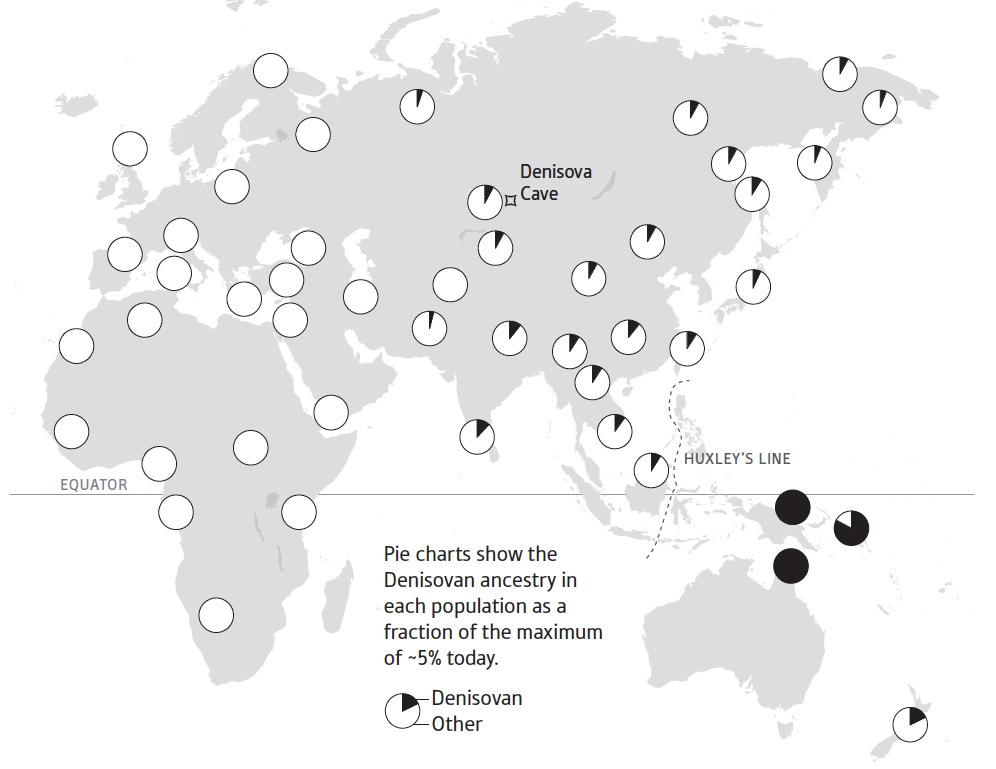 Denisova
Cave
HUXLEY'S LINE
EQUATOR
Pie charts show the
Denisovan ancestry in
each population as a
fraction of the maximum
of ~5% today.
Denisovan
Other